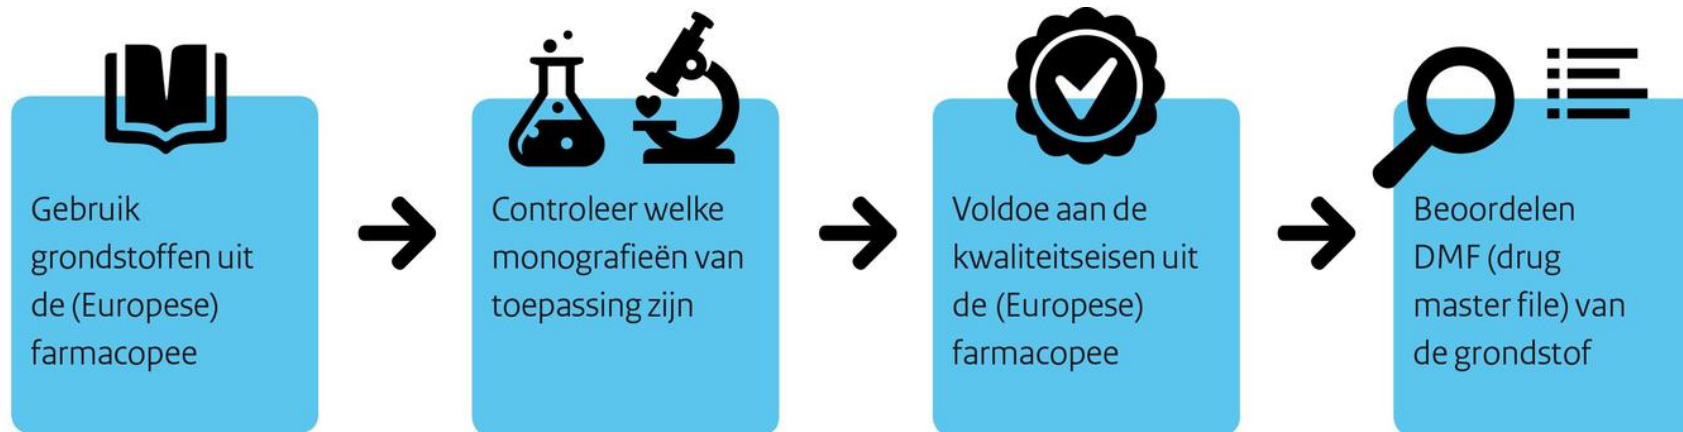 Gebruik
grondstoffen uit
de (Europese)
farmacopee
Controleer welke
monografieën van
toepassing zijn
Voldoe aan de
kwaliteitseisen uit
de (Europese)
farmacopee
Beoordelen
DMF (drug
master file) van
de grondstof